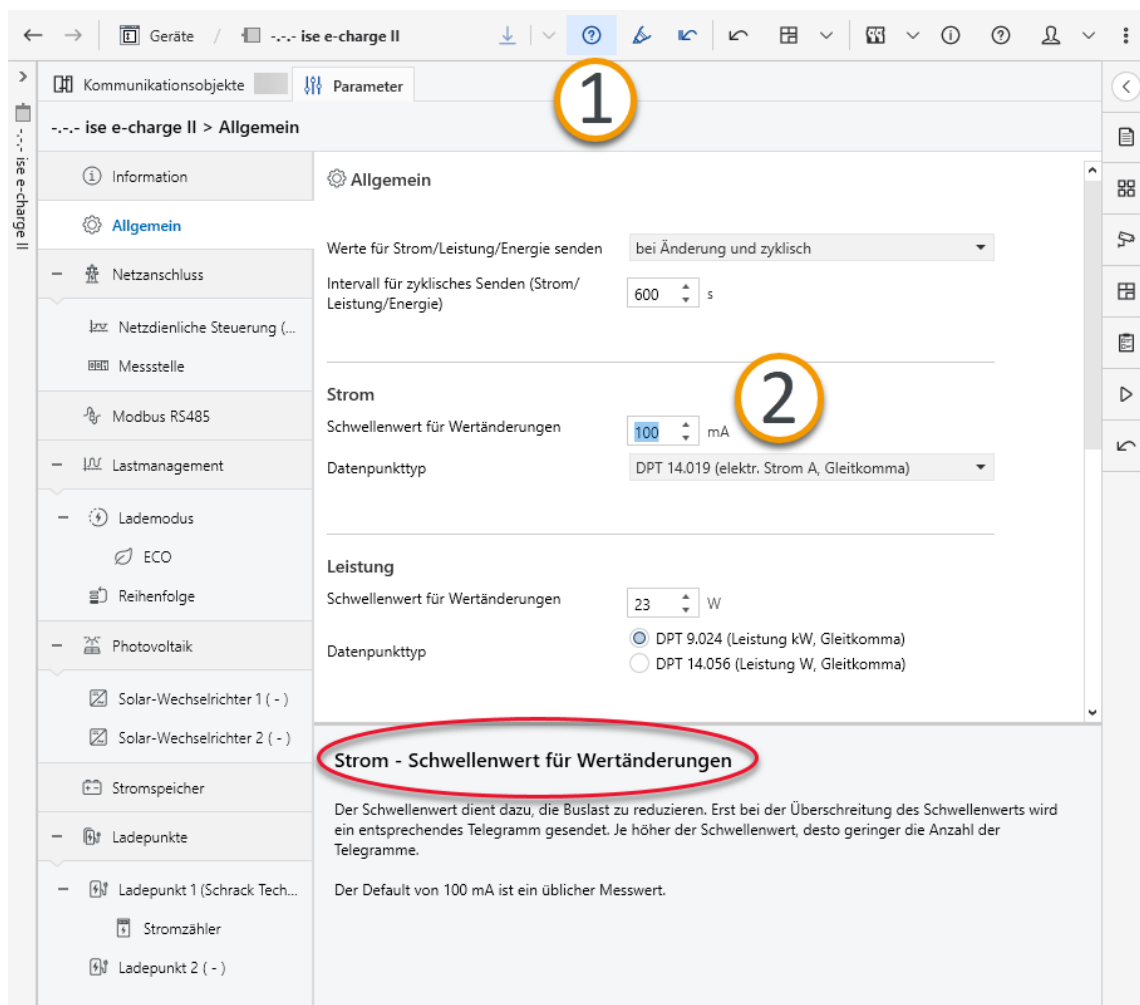 Geräte / -.-.- ise e-charge II
Kommunikationsobjekte
Parameter
1
-.-.- ise e-charge II > Allgemein
-.-.- ise e-charge II
Information
Allgemein
Netzanschluss
Netzdienliche Steuerung (...
Messstelle
Modbus RS485
Lastmanagement
Lademodus
ECO
Reihenfolge
Photovoltaik
Solar-Wechselrichter 1 ( - )
Solar-Wechselrichter 2 ( - )
Stromspeicher
Ladepunkte
Ladepunkt 1 (Schrack Tech...
Stromzähler
Ladepunkt 2 ( - )
Allgemein
Werte für Strom/Leistung/Energie senden
bei Änderung und zyklisch
Intervall für zyklisches Senden (Strom/
Leistung/Energie)
600 s
Strom
2
Schwellenwert für Wertänderungen
100 mA
Datenpunkttyp
DPT 14.019 (elektr. Strom A, Gleitkomma)
Leistung
Schwellenwert für Wertänderungen
23 W
Datenpunkttyp
DPT 9.024 (Leistung kW, Gleitkomma)
DPT 14.056 (Leistung W, Gleitkomma)
Strom - Schwellenwert für Wertänderungen
Der Schwellenwert dient dazu, die Buslast zu reduzieren. Erst bei der Überschreitung des Schwellenwerts wird
ein entsprechendes Telegramm gesendet. Je höher der Schwellenwert, desto geringer die Anzahl der
Telegramme.
Der Default von 100 mA ist ein üblicher Messwert.